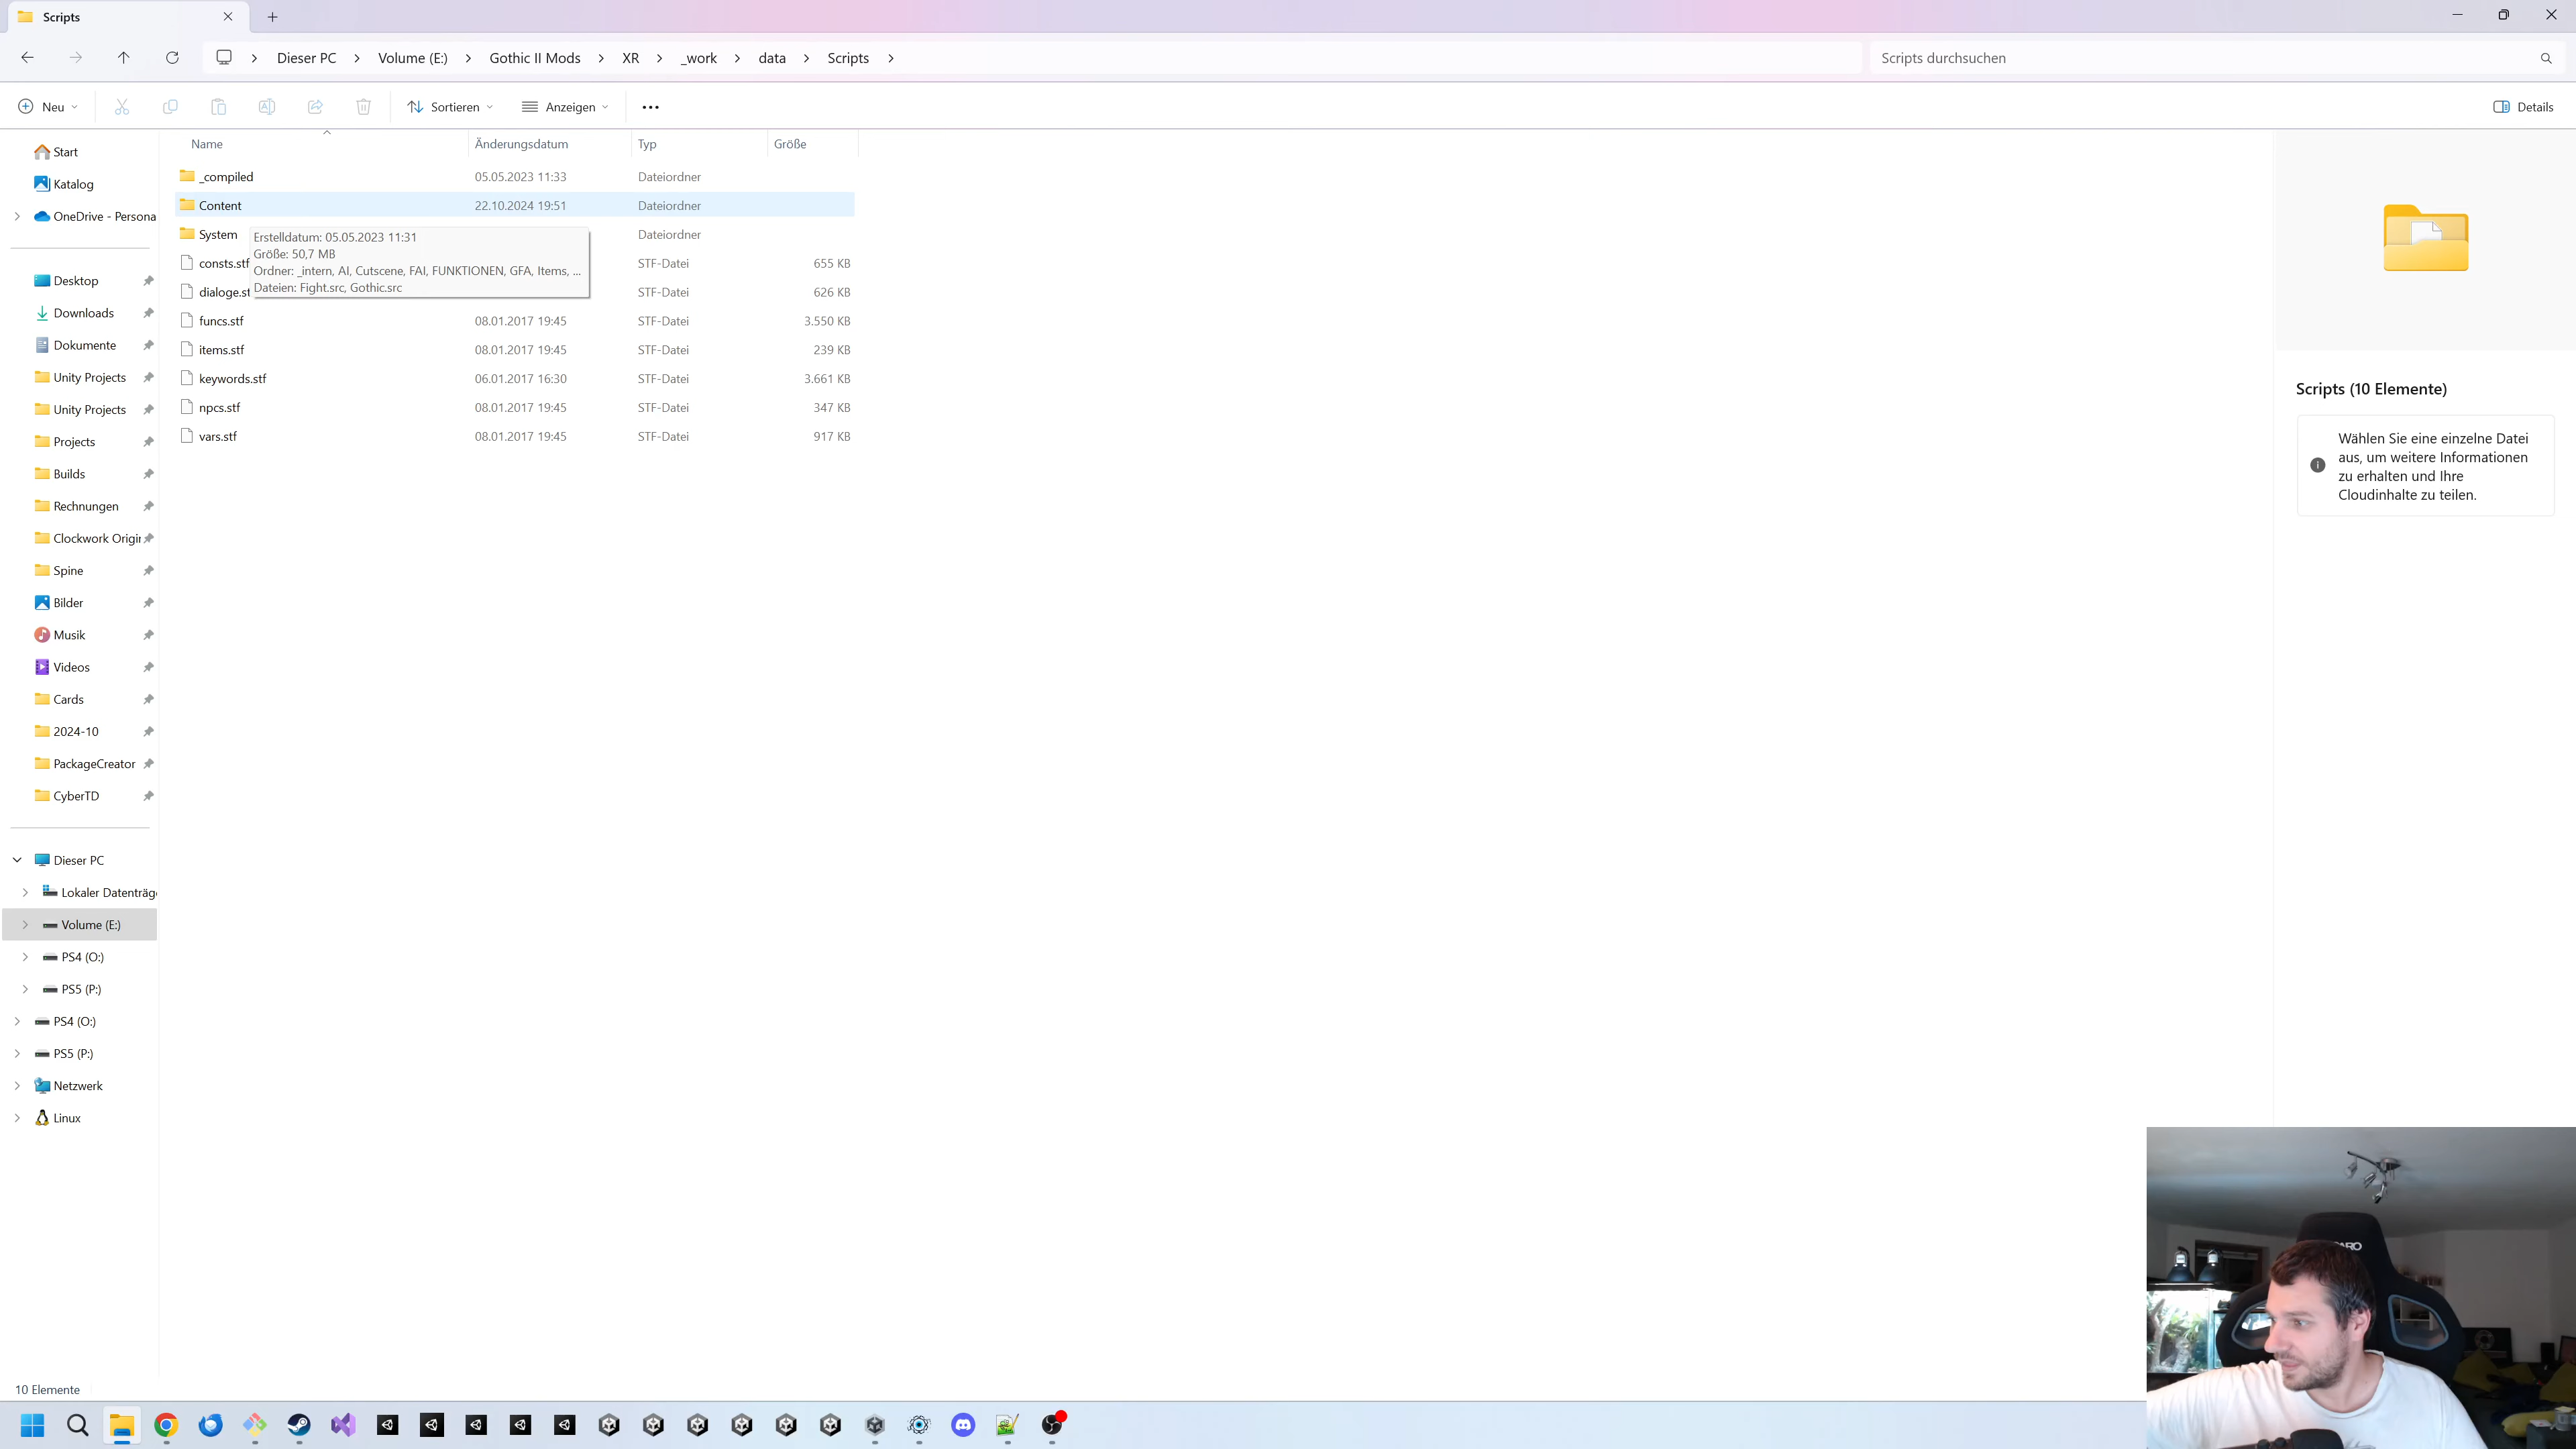 Scripts
Dieser PC
Volume (E:)
Gothic II Mods
XR
_work
data
Scripts
Scripts durchsuchen
Neu
Sortieren
Anzeigen
Details
Start
Katalog
OneDrive - Persona
Desktop
Downloads
Dokumente
Unity Projects
Unity Projects
Projects
Builds
Rechnungen
Clockwork Origin
Spine
Bilder
Musik
Videos
Cards
2024-10
PackageCreator
CyberTD
Dieser PC
Lokaler Datenträge
Volume (E:)
PS4 (O:)
PS5 (P:)
PS4 (O:)
PS5 (P:)
Netzwerk
Linux
Name Änderungsdatum Typ Größe
_compiled 05.05.2023 11:33 Dateiordner
Content 22.10.2024 19:51 Dateiordner
System Dateiordner
consts.stf STF-Datei 655 KB
dialoge.st STF-Datei 626 KB
funcs.stf 08.01.2017 19:45 STF-Datei 3.550 KB
items.stf 08.01.2017 19:45 STF-Datei 239 KB
keywords.stf 06.01.2017 16:30 STF-Datei 3.661 KB
npcs.stf 08.01.2017 19:45 STF-Datei 347 KB
vars.stf 08.01.2017 19:45 STF-Datei 917 KB
Erstelldatum: 05.05.2023 11:31
Größe: 50,7 MB
Ordner: _intern, AI, Cutscene, FAI, FUNKTIONEN, GFA, Items, ...
Dateien: Fight.src, Gothic.src
Scripts (10 Elemente)
Wählen Sie eine einzelne Datei
aus, um weitere Informationen
zu erhalten und Ihre
Cloudinhalte zu teilen.
10 Elemente